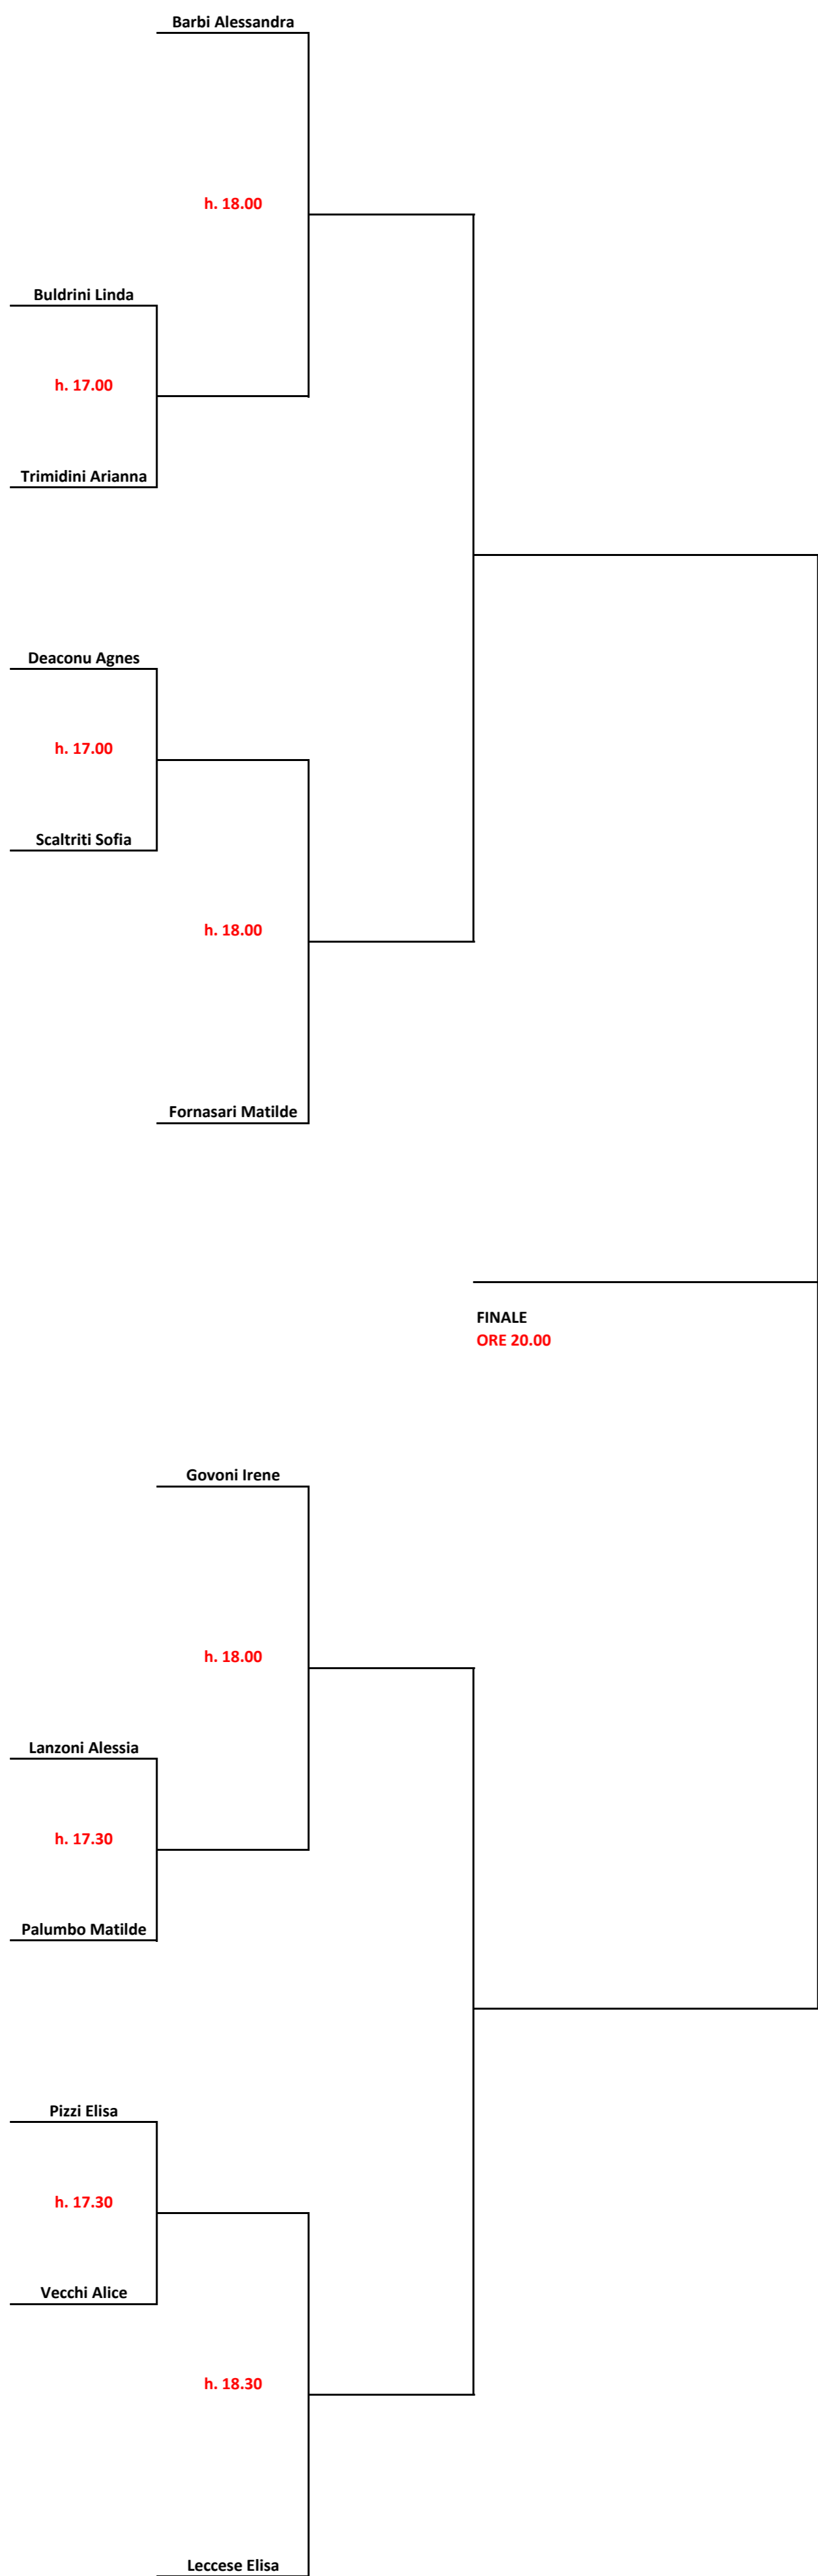 Barbi Alessandra
h. 18.00
Buldrini Linda
h. 17.00
Trimidini Arianna
Deaconu Agnes
h. 17.00
Scaltriti Sofia
h. 18.00
Fornasari Matilde
FINALE
ORE 20.00
Govoni Irene
h. 18.00
Lanzoni Alessia
h. 17.30
Palumbo Matilde
Pizzi Elisa
h. 17.30
Vecchi Alice
h. 18.30
Leccese Elisa